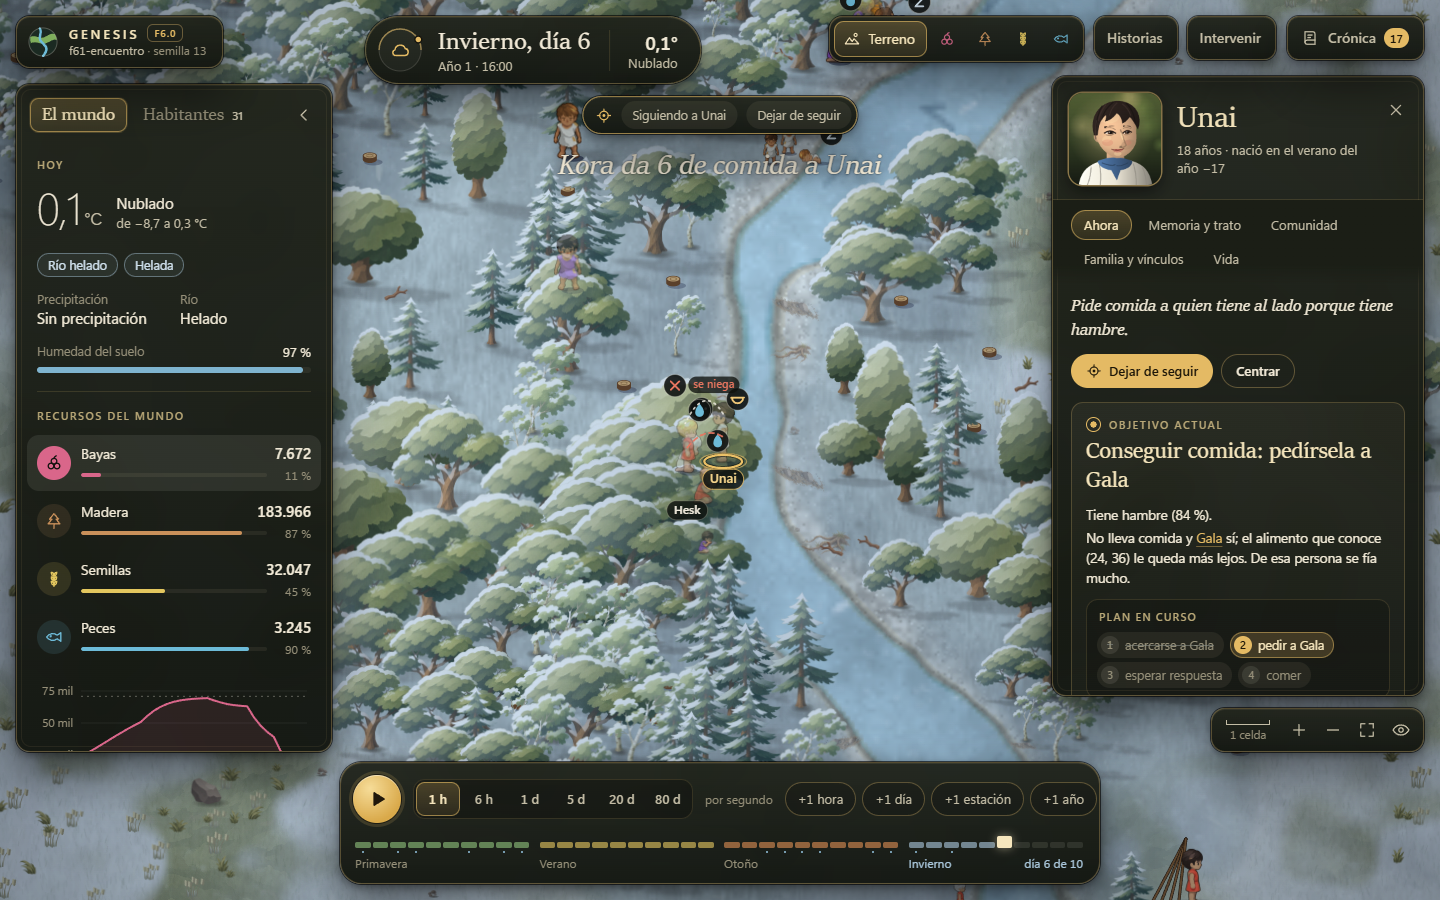 GENESIS F6.0
f61-encuentro · semilla 13
Invierno, día 6
Año 1 · 16:00
0,1°
Nublado
Terreno
Historias
Intervenir
Crónica 17
El mundo
Habitantes 31
HOY
0,1 °C
Nublado
de −8,7 a 0,3 °C
Río helado
Helada
Precipitación
Sin precipitación
Río
Helado
Humedad del suelo 97 %
RECURSOS DEL MUNDO
Bayas 7.672
11 %
Madera 183.966
87 %
Semillas 32.047
45 %
Peces 3.245
90 %
75 mil
50 mil
Siguiendo a Unai
Dejar de seguir
Kora da 6 de comida a Unai
se niega
Unai
Hesk
Unai
18 años · nació en el verano del
año −17
Ahora
Memoria y trato
Comunidad
Familia y vínculos
Vida
Pide comida a quien tiene al lado porque tiene
hambre.
Dejar de seguir
Centrar
OBJETIVO ACTUAL
Conseguir comida: pedírsela a
Gala
Tiene hambre (84 %).
No lleva comida y Gala sí; el alimento que conoce
(24, 36) le queda más lejos. De esa persona se fía
mucho.
PLAN EN CURSO
1 acercarse a Gala
2 pedir a Gala
3 esperar respuesta
4 comer
1 celda
1 h
6 h
1 d
5 d
20 d
80 d
por segundo
+1 hora
+1 día
+1 estación
+1 año
Primavera
Verano
Otoño
Invierno
día 6 de 10